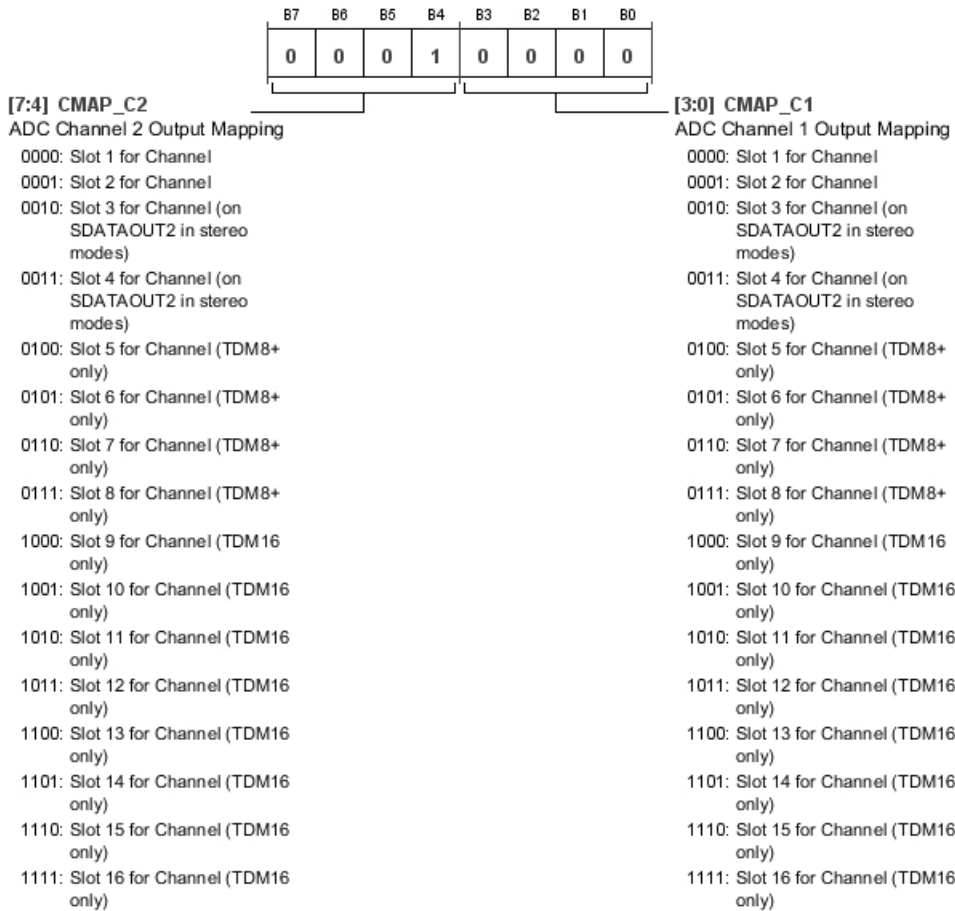 B7 B6 B5 B4 B3 B2 B1 B0
0 0 0 1 0 0 0 0
[7:4] CMAP_C2
ADC Channel 2 Output Mapping
0000: Slot 1 for Channel
0001: Slot 2 for Channel
0010: Slot 3 for Channel (on
SDATAOUT2 in stereo
modes)
0011: Slot 4 for Channel (on
SDATAOUT2 in stereo
modes)
0100: Slot 5 for Channel (TDM8+
only)
0101: Slot 6 for Channel (TDM8+
only)
0110: Slot 7 for Channel (TDM8+
only)
0111: Slot 8 for Channel (TDM8+
only)
1000: Slot 9 for Channel (TDM16
only)
1001: Slot 10 for Channel (TDM16
only)
1010: Slot 11 for Channel (TDM16
only)
1011: Slot 12 for Channel (TDM16
only)
1100: Slot 13 for Channel (TDM16
only)
1101: Slot 14 for Channel (TDM16
only)
1110: Slot 15 for Channel (TDM16
only)
1111: Slot 16 for Channel (TDM16
only)
[3:0] CMAP_C1
ADC Channel 1 Output Mapping
0000: Slot 1 for Channel
0001: Slot 2 for Channel
0010: Slot 3 for Channel (on
SDATAOUT2 in stereo
modes)
0011: Slot 4 for Channel (on
SDATAOUT2 in stereo
modes)
0100: Slot 5 for Channel (TDM8+
only)
0101: Slot 6 for Channel (TDM8+
only)
0110: Slot 7 for Channel (TDM8+
only)
0111: Slot 8 for Channel (TDM8+
only)
1000: Slot 9 for Channel (TDM16
only)
1001: Slot 10 for Channel (TDM16
only)
1010: Slot 11 for Channel (TDM16
only)
1011: Slot 12 for Channel (TDM16
only)
1100: Slot 13 for Channel (TDM16
only)
1101: Slot 14 for Channel (TDM16
only)
1110: Slot 15 for Channel (TDM16
only)
1111: Slot 16 for Channel (TDM16
only)